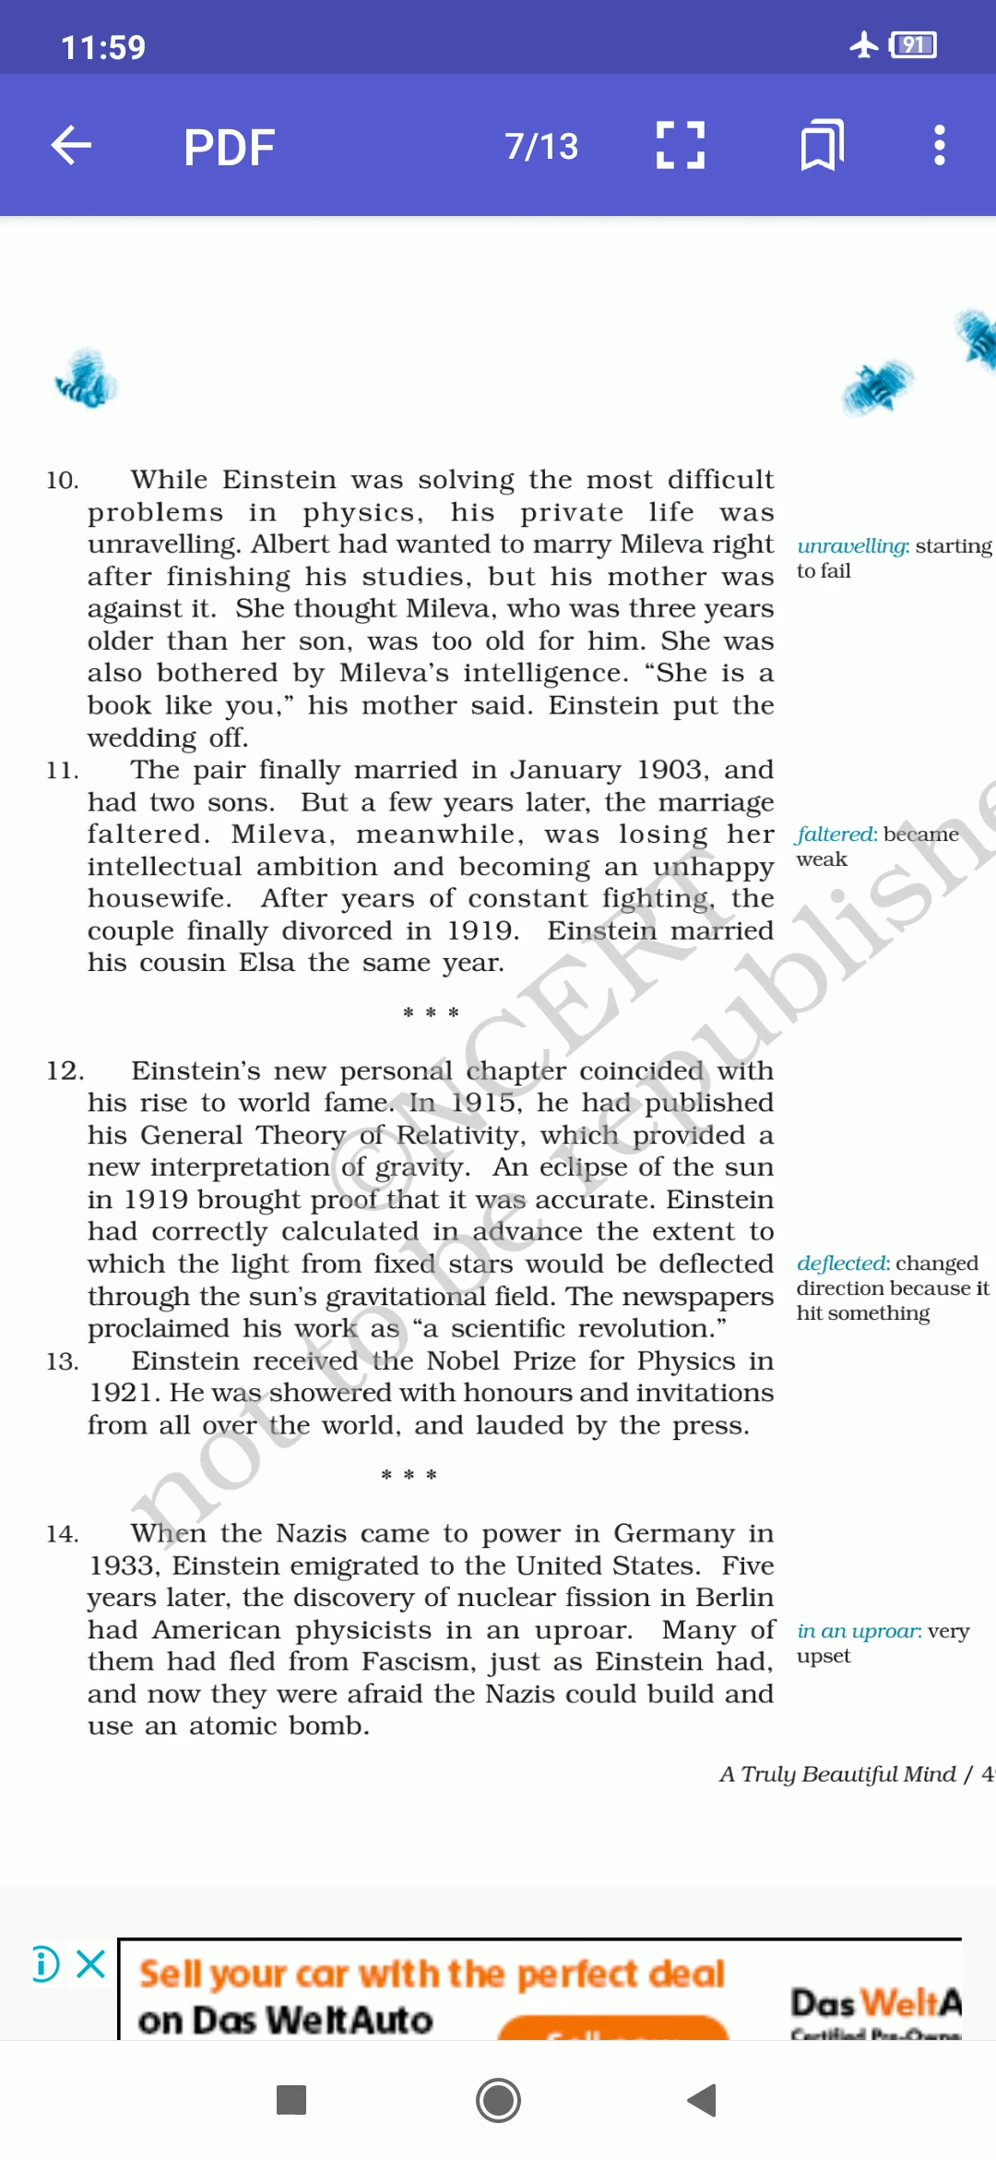 11:59
91
PDF
7/13
10. While Einstein was solving the most difficult
problems in physics, his private life was
unravelling. Albert had wanted to marry Mileva right
unravelling: starting
after finishing his studies, but his mother was
to fail
against it. She thought Mileva, who was three years
older than her son, was too old for him. She was
also bothered by Mileva's intelligence. “She is a
book like you,” his mother said. Einstein put the
wedding off.
11. The pair finally married in January 1903, and
had two sons. But a few years later, the marriage
faltered. Mileva, meanwhile, was losing her
faltered: became
intellectual ambition and becoming an unhappy
weak
housewife. After years of constant fighting, the
couple finally divorced in 1919. Einstein married
his cousin Elsa the same year.
* * *
12. Einstein's new personal chapter coincided with
his rise to world fame. In 1915, he had published
his General Theory of Relativity, which provided a
new interpretation of gravity. An eclipse of the sun
in 1919 brought proof that it was accurate. Einstein
had correctly calculated in advance the extent to
which the light from fixed stars would be deflected
deflected: changed
through the sun's gravitational field. The newspapers
direction because it
proclaimed his work as “a scientific revolution.”
hit something
13. Einstein received the Nobel Prize for Physics in
1921. He was showered with honours and invitations
from all over the world, and lauded by the press.
* * *
14. When the Nazis came to power in Germany in
1933, Einstein emigrated to the United States. Five
years later, the discovery of nuclear fission in Berlin
had American physicists in an uproar. Many of
in an uproar: very
them had fled from Fascism, just as Einstein had,
upset
and now they were afraid the Nazis could build and
use an atomic bomb.
A Truly Beautiful Mind / 4
©NCERT
not to be republishe
Sell your car with the perfect deal
on Das WeltAuto
Das WeltA